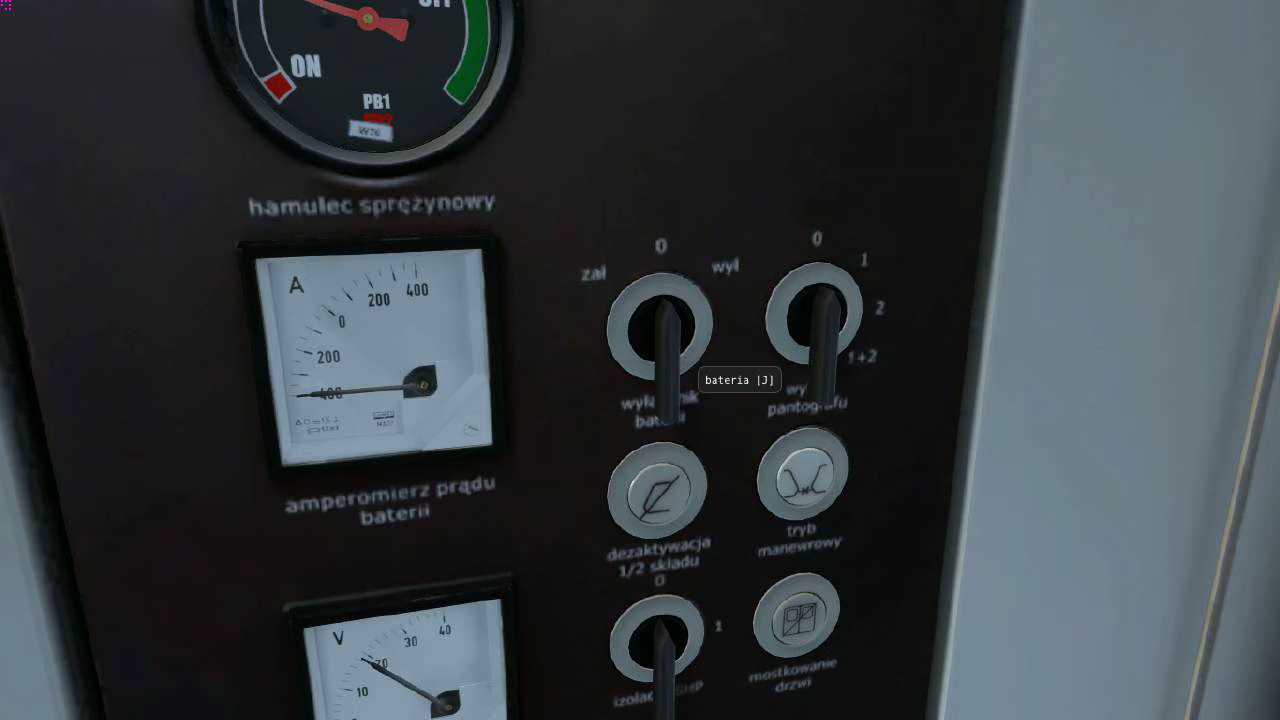 ON
PB1
hamulec sprężynowy
A
200
400
0
200
400
amperomierz prądu
baterii
V
10
20
30
40
zał
0
wył
0
1
2
1+2
bateria [J]
pantografu
dezaktywacja
1/2 składu
tryb
manewrowy
0
1
mostkowanie
drzwi